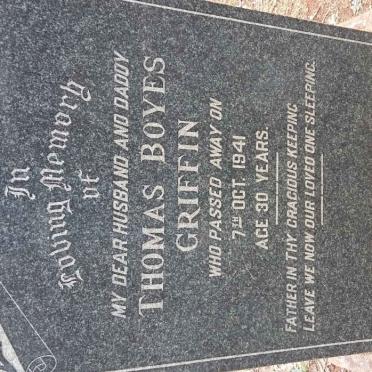 In
Loving Memory
of
MY DEAR HUSBAND AND DADDY
THOMAS BOYES
GRIFFIN
WHO PASSED AWAY ON
7TH OCT. 1941
AGE 30 YEARS.
FATHER IN THY GRACIOUS KEEPING
LEAVE WE NOW OUR LOVED ONE SLEEPING.